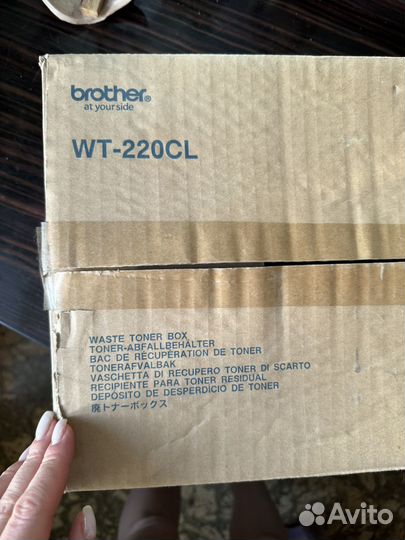 brother®
at your side
WT-220CL
WASTE TONER BOX
TONER-ABFALLBEHÄLTER
BAC DE RÉCUPÉRATION DE TONER
TONERAFVALBAK
VASCHETTA DI RECUPERO TONER DI SCARTO
RECIPIENTE PARA TONER RESIDUAL
DEPÓSITO DE DESPERDÍCIO DE TONER
廃トナーボックス
Avito